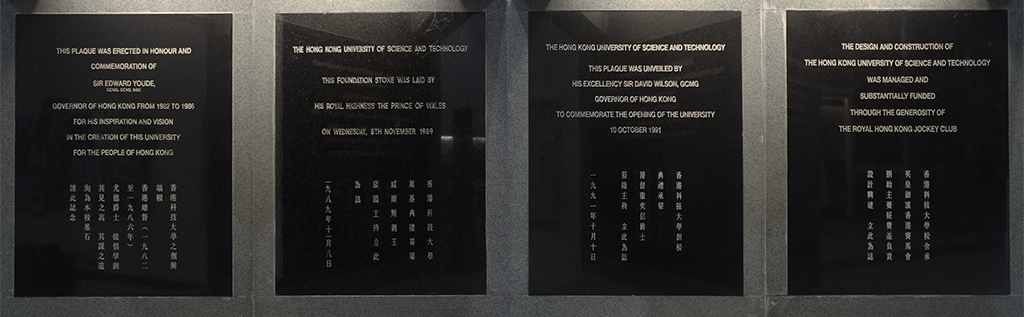 THIS PLAQUE WAS ERECTED IN HONOUR AND
COMMEMORATION OF
SIR EDWARD YOUDE,
GCMG, GCVO, MBE
GOVERNOR OF HONG KONG FROM 1982 TO 1986
FOR HIS INSPIRATION AND VISION
IN THE CREATION OF THIS UNIVERSITY
FOR THE PEOPLE OF HONG KONG
香港科技大學之創辦
端賴
香港總督（一九八二
至一九八六年）
尤德爵士 提倡擘劃
其見之高 其謀之遠
洵為本校基石
謹此誌念
THE HONG KONG UNIVERSITY OF SCIENCE AND TECHNOLOGY
THIS FOUNDATION STONE WAS LAID BY
HIS ROYAL HIGHNESS THE PRINCE OF WALES
ON WEDNESDAY, 8TH NOVEMBER 1989
香港科技大學
奠基典禮荷蒙
威爾斯親王
蒞臨主持立此
為誌
一九八九年十一月八日
THE HONG KONG UNIVERSITY OF SCIENCE AND TECHNOLOGY
THIS PLAQUE WAS UNVEILED BY
HIS EXCELLENCY SIR DAVID WILSON, GCMG
GOVERNOR OF HONG KONG
TO COMMEMORATE THE OPENING OF THE UNIVERSITY
10 OCTOBER 1991
香港科技大學創校
典禮承蒙
港督衛奕信爵士
蒞臨主持 立此為誌
一九九一年十月十日
THE DESIGN AND CONSTRUCTION OF
THE HONG KONG UNIVERSITY OF SCIENCE AND TECHNOLOGY
WAS MANAGED AND
SUBSTANTIALLY FUNDED
THROUGH THE GENEROSITY OF
THE ROYAL HONG KONG JOCKEY CLUB
香港科技大學校舍承
英皇御准香港賽馬會
捐助主要經費並負責
設計興建 立此為誌